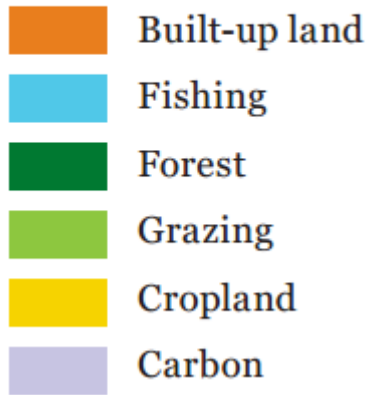 Built-up land
Fishing
Forest
Grazing
Cropland
Carbon